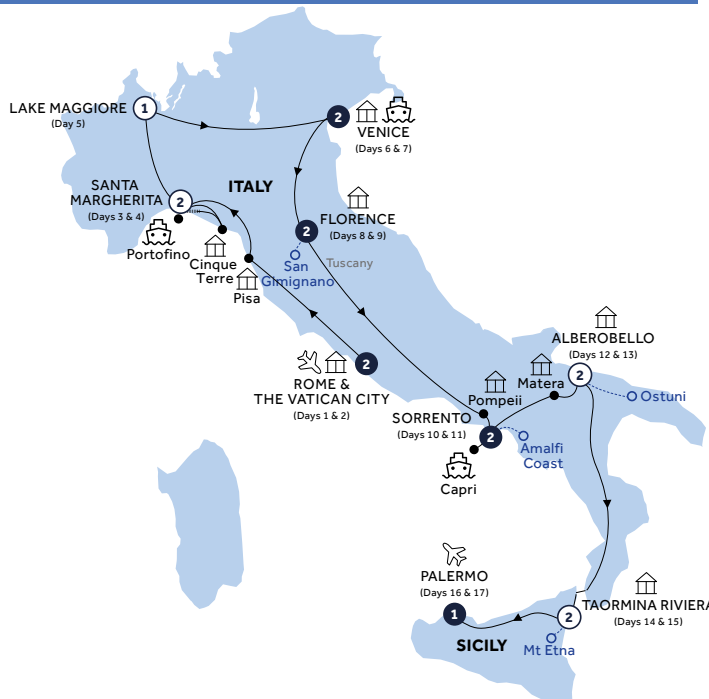 LAKE MAGGIORE
(Day 5)
1
2
VENICE
(Days 6 & 7)
SANTA
MARGHERITA
(Days 3 & 4)
2
ITALY
Portofino
Cinque
Terre
Pisa
FLORENCE
(Days 8 & 9)
2
San
Gimignano
Tuscany
2
ROME &
THE VATICAN CITY
(Days 1 & 2)
ALBEROBELLO
(Days 12 & 13)
2
Matera
Ostuni
Pompeii
SORRENTO
(Days 10 & 11)
2
Amalfi
Coast
Capri
PALERMO
(Days 16 & 17)
1
2
TAORMINA RIVIERA
(Days 14 & 15)
SICILY
Mt Etna